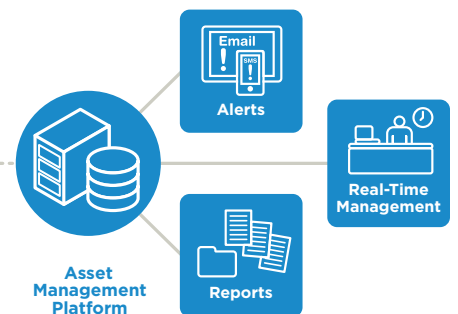 Email
SMS
Alerts
Real-Time
Management
Asset
Management
Platform
Reports